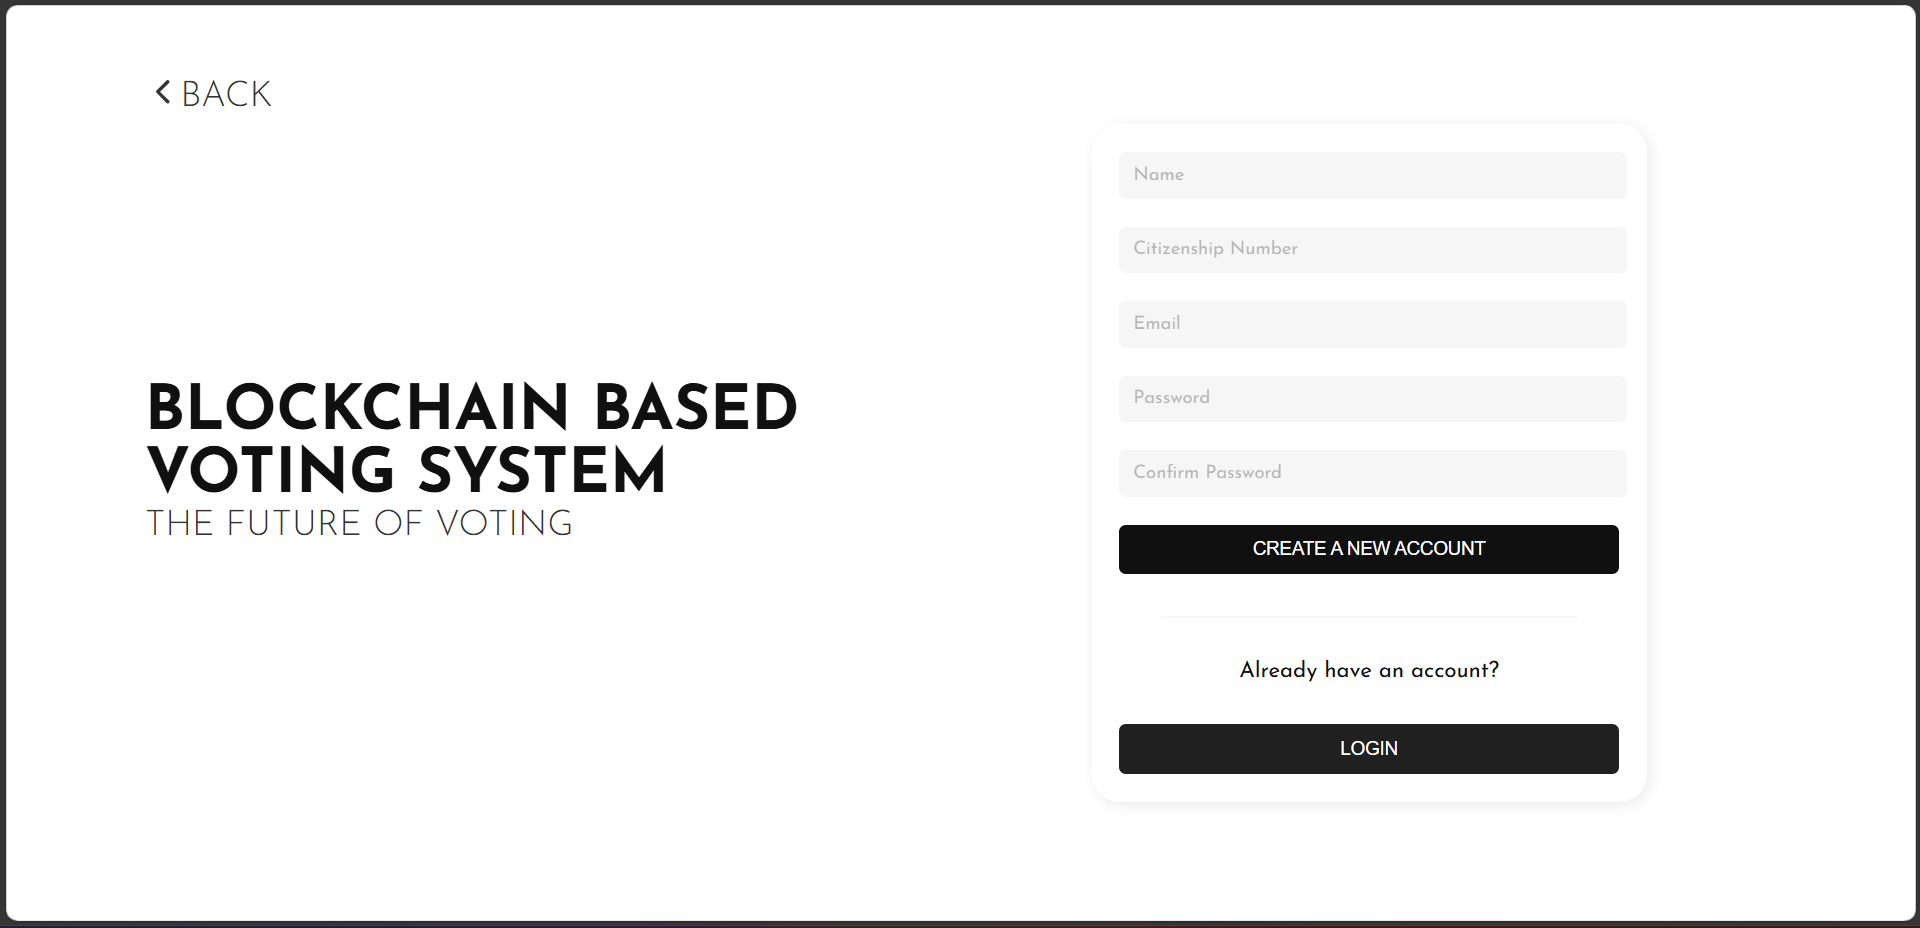 BACK
BLOCKCHAIN BASED
VOTING SYSTEM
THE FUTURE OF VOTING
Name
Citizenship Number
Email
Password
Confirm Password
CREATE A NEW ACCOUNT
Already have an account?
LOGIN